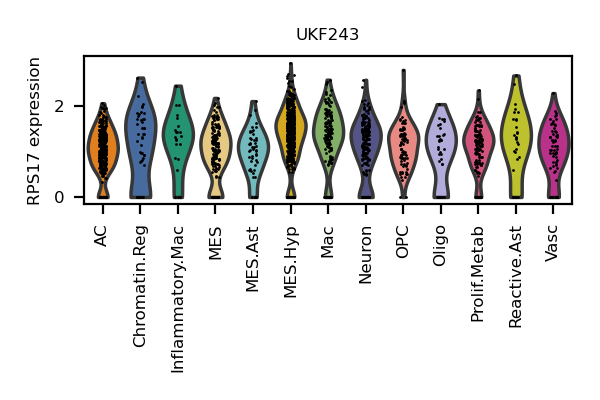 UKF243
RPS17 expression
2
0
AC
Chromatin.Reg
Inflammatory.Mac
MES
MES.Ast
MES.Hyp
Mac
Neuron
OPC
Oligo
Prolif.Metab
Reactive.Ast
Vasc